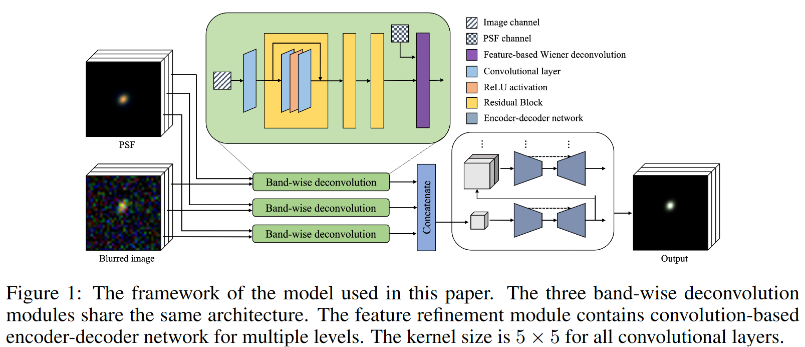 Image channel
PSF channel
Feature-based Wiener deconvolution
Convolutional layer
ReLU activation
Residual Block
Encoder-decoder network
PSF
Blurred image
Band-wise deconvolution
Band-wise deconvolution
Band-wise deconvolution
Concatenate
Output
Figure 1: The framework of the model used in this paper. The three band-wise deconvolution
modules share the same architecture. The feature refinement module contains convolution-based
encoder-decoder network for multiple levels. The kernel size is 5 × 5 for all convolutional layers.